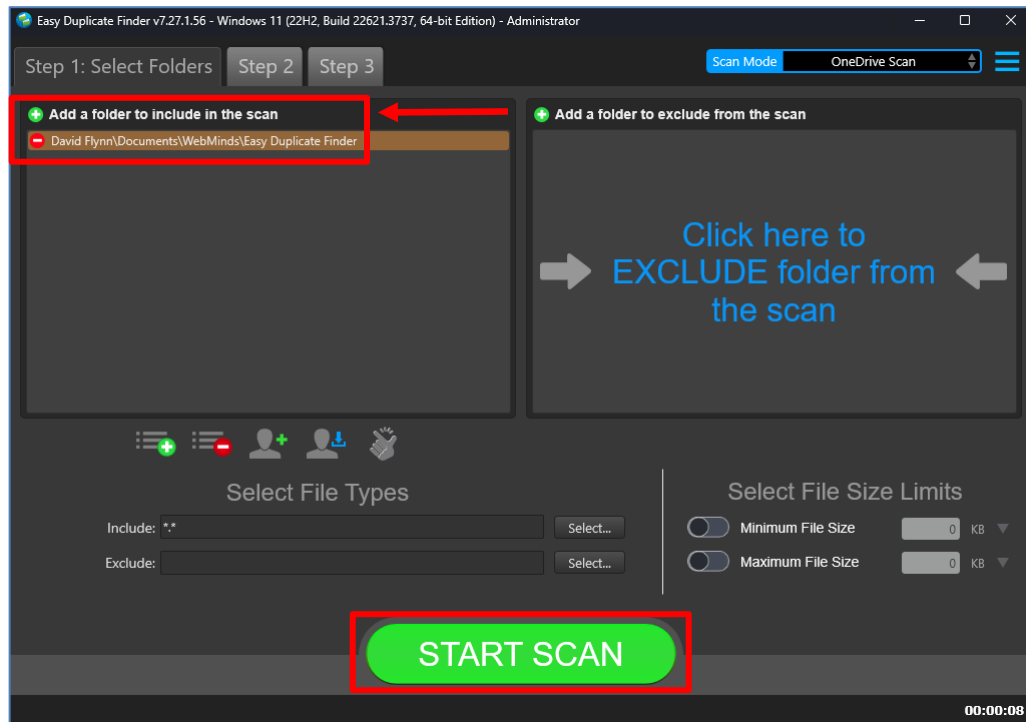 Easy Duplicate Finder v7.27.1.56 - Windows 11 (22H2, Build 22621.3737, 64-bit Edition) - Administrator
Step 1: Select Folders
Step 2
Step 3
Scan Mode
OneDrive Scan
Add a folder to include in the scan
David Flynn\Documents\WebMinds\Easy Duplicate Finder
Add a folder to exclude from the scan
Click here to
EXCLUDE folder from
the scan
Select File Types
Include: *.*
Select...
Exclude:
Select...
Select File Size Limits
Minimum File Size
0 KB
Maximum File Size
0 KB
START SCAN
00:00:08